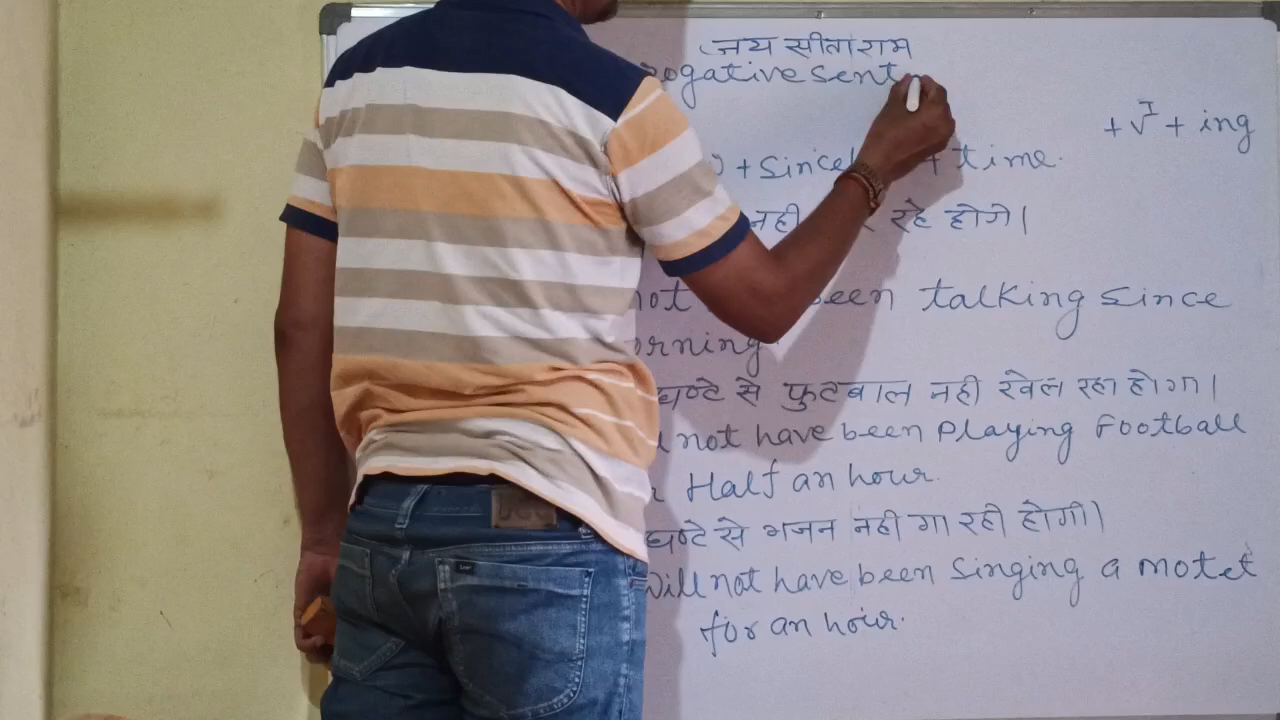 जय सीताराम
rogative sent
+ V^I + ing
+ since + time.
नही रहे होगे।
not been talking since
orning
घण्टे से फुटबाल नही खेल रहा होगा।
not have been Playing Football
Half an hour.
घण्टे से भजन नही गा रही होगी।
Will not have been singing a motet
for an hour.